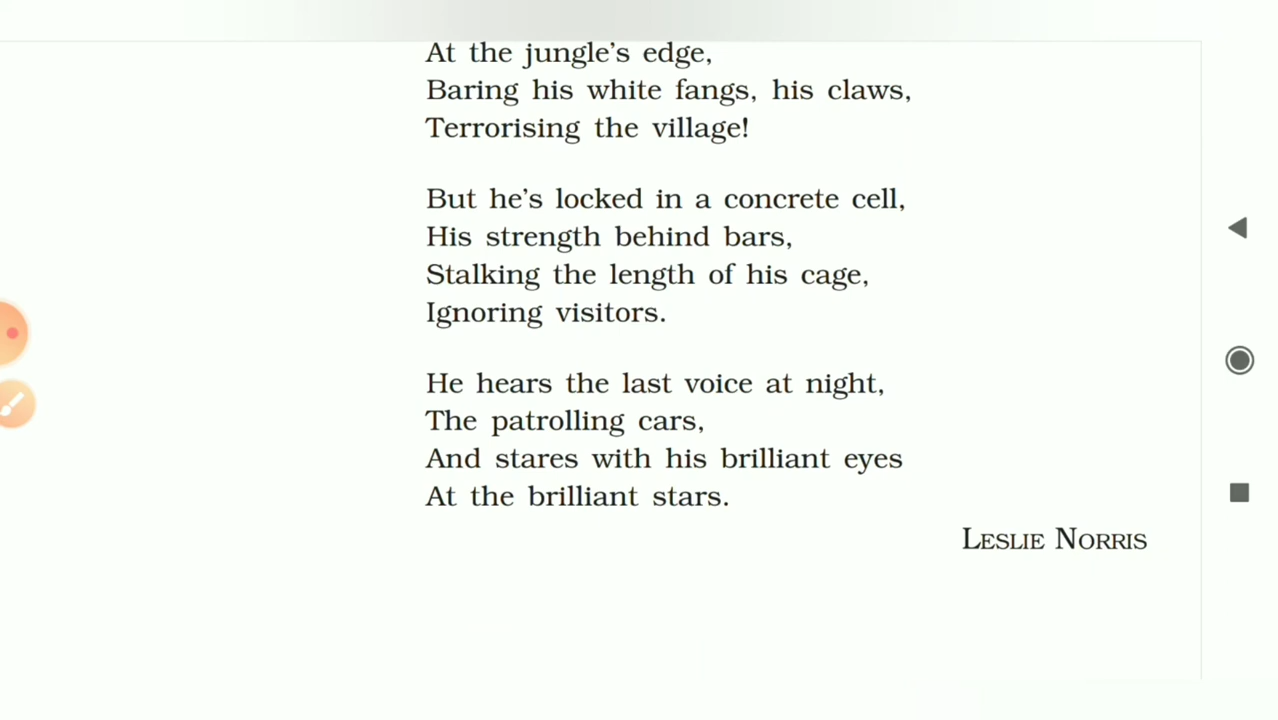 At the jungle's edge,
Baring his white fangs, his claws,
Terrorising the village!
But he's locked in a concrete cell,
His strength behind bars,
Stalking the length of his cage,
Ignoring visitors.
He hears the last voice at night,
The patrolling cars,
And stares with his brilliant eyes
At the brilliant stars.
LESLIE NORRIS